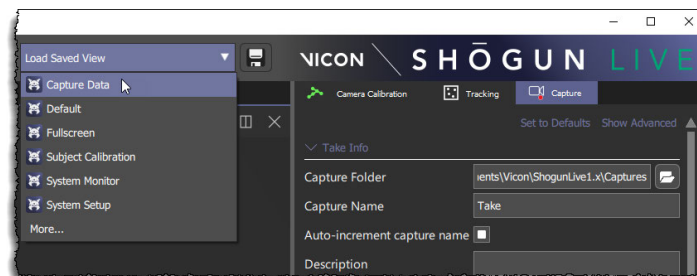 Load Saved View
VICON SHŌGUN LIVE
Capture Data
Default
Fullscreen
Subject Calibration
System Monitor
System Setup
More...
Camera Calibration
Tracking
Capture
Set to Defaults Show Advanced
Take Info
Capture Folder
ents\Vicon\ShogunLive1.x\Captures
Capture Name
Take
Auto-increment capture name
Description